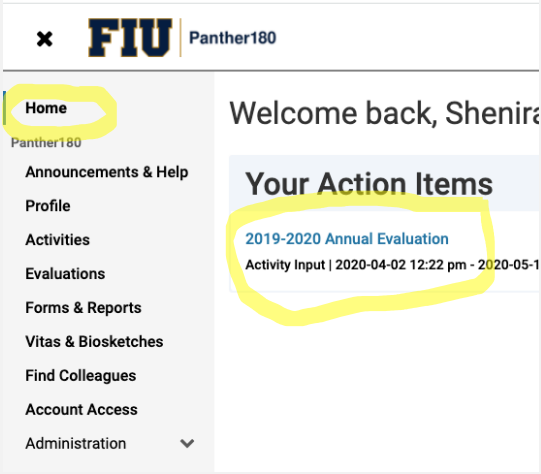 FIU Panther180
Home
Panther180
Announcements & Help
Profile
Activities
Evaluations
Forms & Reports
Vitas & Biosketches
Find Colleagues
Account Access
Administration
Welcome back, Shenira
Your Action Items
2019-2020 Annual Evaluation
Activity Input | 2020-04-02 12:22 pm - 2020-05-1